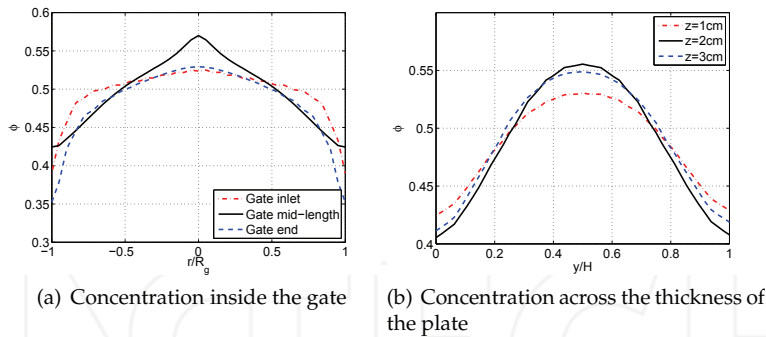 0.6
0.55
0.5
0.45
0.4
0.35
0.3
ϕ
-1
-0.5
0
0.5
1
r/R_g
Gate inlet
Gate mid−length
Gate end
(a) Concentration inside the gate
0.55
0.5
0.45
0.4
ϕ
0
0.2
0.4
0.6
0.8
1
y/H
z=1cm
z=2cm
z=3cm
(b) Concentration across the thickness of
the plate